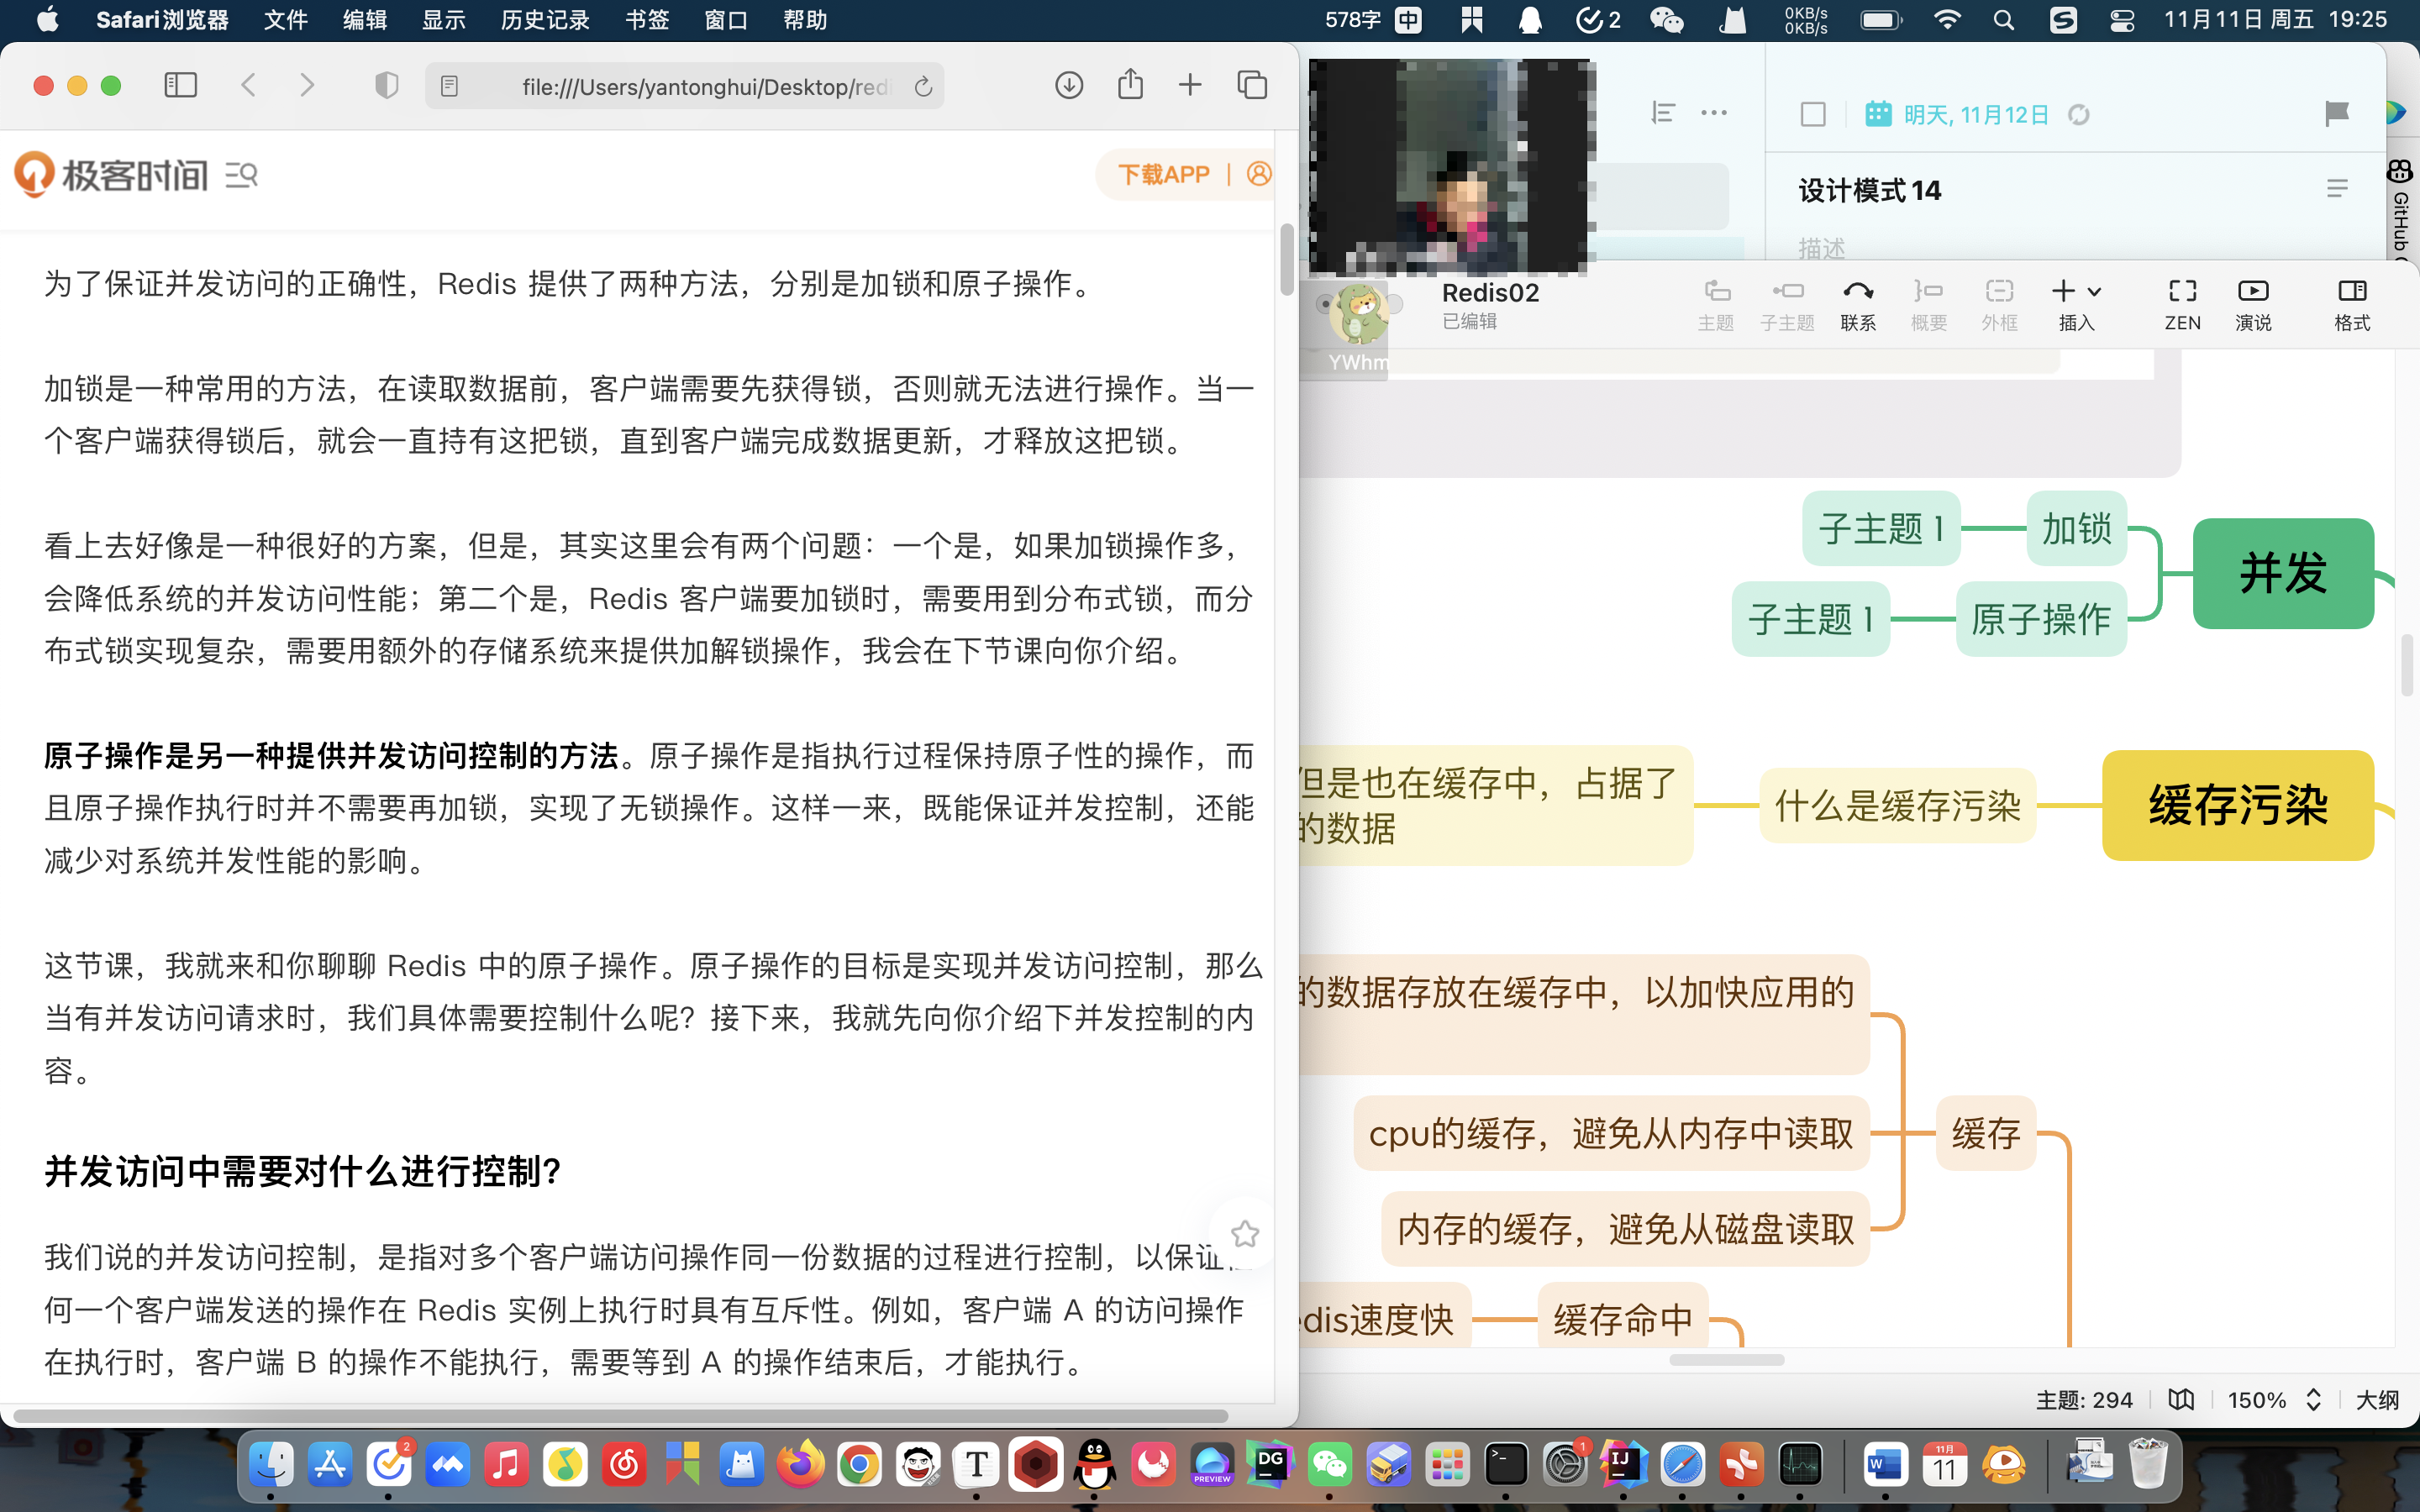 Safari浏览器 文件 编辑 显示 历史记录 书签 窗口 帮助
578字 中 2 0KB/s 0KB/s 11月11日 周五 19:25
file:///Users/yantonghui/Desktop/redi
极客时间
下载APP
为了保证并发访问的正确性，Redis 提供了两种方法，分别是加锁和原子操作。
加锁是一种常用的方法，在读取数据前，客户端需要先获得锁，否则就无法进行操作。当一
个客户端获得锁后，就会一直持有这把锁，直到客户端完成数据更新，才释放这把锁。
看上去好像是一种很好的方案，但是，其实这里会有两个问题：一个是，如果加锁操作多，
会降低系统的并发访问性能；第二个是，Redis 客户端要加锁时，需要用到分布式锁，而分
布式锁实现复杂，需要用额外的存储系统来提供加解锁操作，我会在下节课向你介绍。
原子操作是另一种提供并发访问控制的方法。原子操作是指执行过程保持原子性的操作，而
且原子操作执行时并不需要再加锁，实现了无锁操作。这样一来，既能保证并发控制，还能
减少对系统并发性能的影响。
这节课，我就来和你聊聊 Redis 中的原子操作。原子操作的目标是实现并发访问控制，那么
当有并发访问请求时，我们具体需要控制什么呢？接下来，我就先向你介绍下并发控制的内
容。
并发访问中需要对什么进行控制？
我们说的并发访问控制，是指对多个客户端访问操作同一份数据的过程进行控制，以保证
何一个客户端发送的操作在 Redis 实例上执行时具有互斥性。例如，客户端 A 的访问操作
在执行时，客户端 B 的操作不能执行，需要等到 A 的操作结束后，才能执行。
明天, 11月12日
设计模式 14
描述
GitHub
YWhm
Redis02
已编辑
主题 子主题 联系 概要 外框 插入 ZEN 演说 格式
子主题 1 加锁
并发
子主题 1 原子操作
但是也在缓存中，占据了
的数据
什么是缓存污染
缓存污染
的数据存放在缓存中，以加快应用的
cpu的缓存，避免从内存中读取
缓存
内存的缓存，避免从磁盘读取
edis速度快 缓存命中
主题: 294 150% 大纲
2 T PREVIEW DG 1 IJ W 11月 11